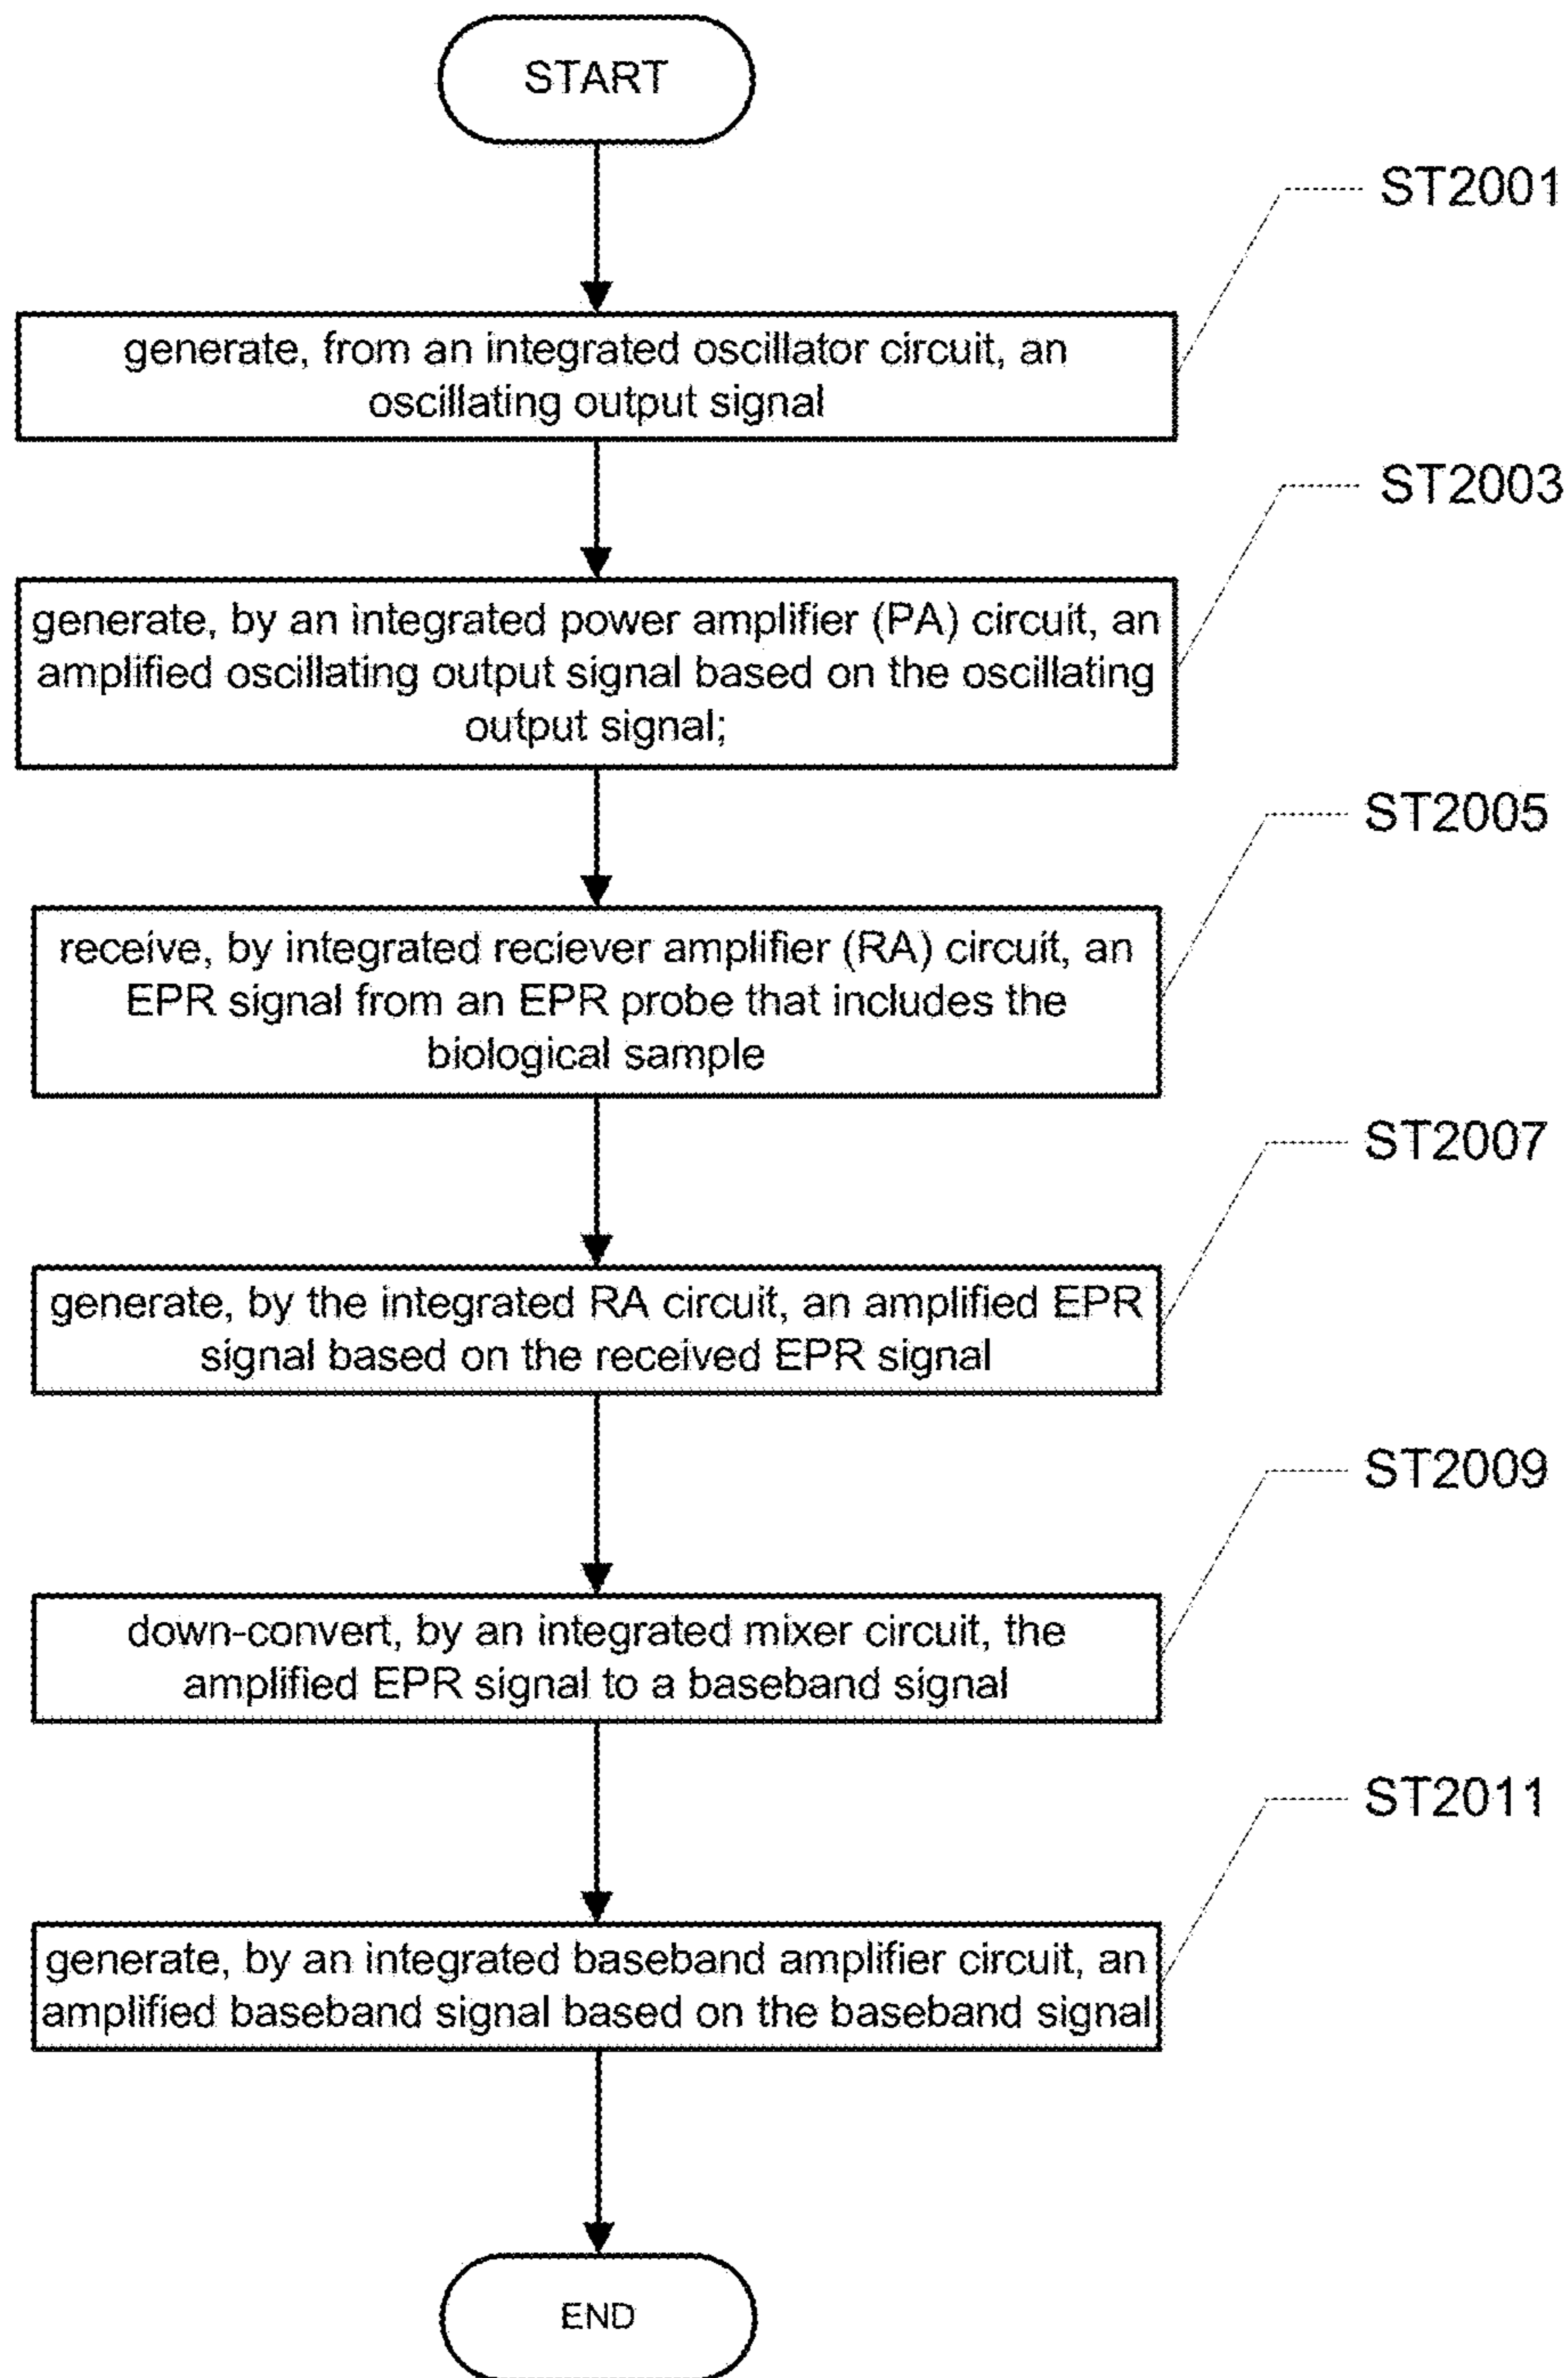 START
ST2001
generate, from an integrated oscillator circuit, an
oscillating output signal
ST2003
generate, by an integrated power amplifier (PA) circuit, an
amplified oscillating output signal based on the oscillating
output signal;
ST2005
receive, by integrated reciever amplifier (RA) circuit, an
EPR signal from an EPR probe that includes the
biological sample
ST2007
generate, by the integrated RA circuit, an amplified EPR
signal based on the received EPR signal
ST2009
down-convert, by an integrated mixer circuit, the
amplified EPR signal to a baseband signal
ST2011
generate, by an integrated baseband amplifier circuit, an
amplified baseband signal based on the baseband signal
END